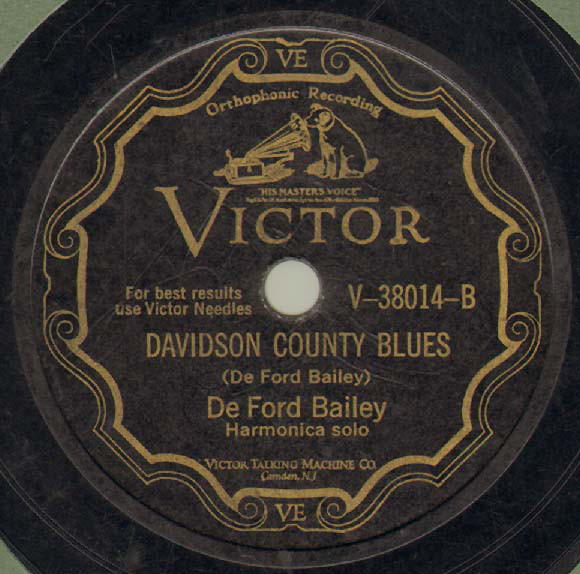 VE
Orthophonic Recording
"HIS MASTER'S VOICE"
VICTOR
For best results
use Victor Needles
V-38014-B
DAVIDSON COUNTY BLUES
(De Ford Bailey)
De Ford Bailey
Harmonica solo
VICTOR TALKING MACHINE CO.
Camden, N.J.
VE